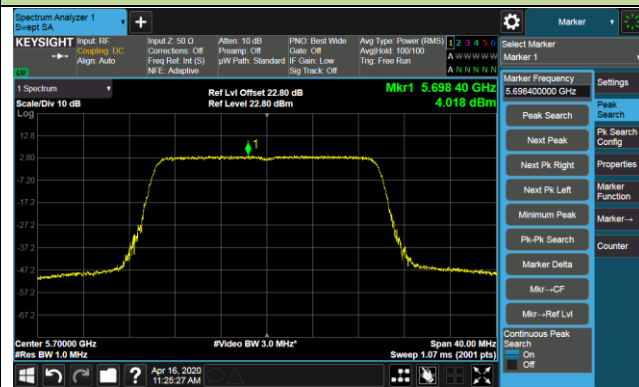 Spectrum Analyzer 1
Swept SA
Marker
KEYSIGHT
Input: RF
Coupling: DC
Align: Auto
Input Z: 50 Ω
Corrections: Off
Freq Ref: Int (S)
NFE: Adaptive
Atten: 10 dB
Preamp: Off
µW Path: Standard
PNO: Best Wide
Gate: Off
IF Gain: Low
Sig Track: Off
Avg Type: Power (RMS)
Avg|Hold: 100/100
Trig: Free Run
1 2 3 4 5 6
A W W W W W
A N N N N N
Select Marker
Marker 1
LXI
1 Spectrum
Scale/Div 10 dB
Log
Ref Lvl Offset 22.80 dB
Ref Level 22.80 dBm
Mkr1 5.698 40 GHz
4.018 dBm
1
12.8
2.80
-7.20
-17.2
-27.2
-37.2
-47.2
-57.2
-67.2
Center 5.70000 GHz
#Res BW 1.0 MHz
#Video BW 3.0 MHz*
Span 40.00 MHz
Sweep 1.07 ms (2001 pts)
Marker Frequency
5.698400000 GHz
Peak Search
Next Peak
Next Pk Right
Next Pk Left
Minimum Peak
Pk-Pk Search
Marker Delta
Mkr→CF
Mkr→Ref Lvl
Continuous Peak
Search
On
Off
Settings
Peak
Search
Pk Search
Config
Properties
Marker
Function
Marker→
Counter
Apr 16, 2020
11:25:27 AM